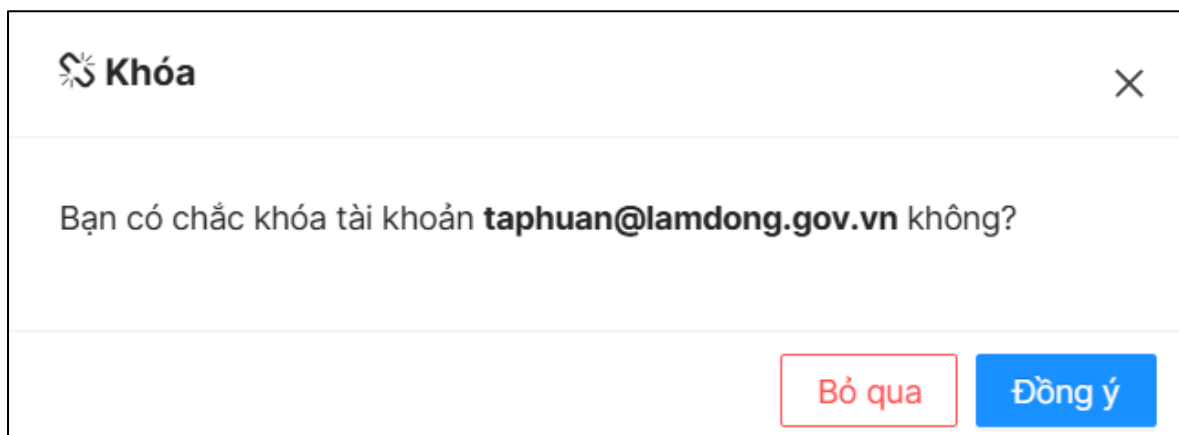 Khóa
Bạn có chắc khóa tài khoản taphuan@lamdong.gov.vn không?
Bỏ qua
Đồng ý